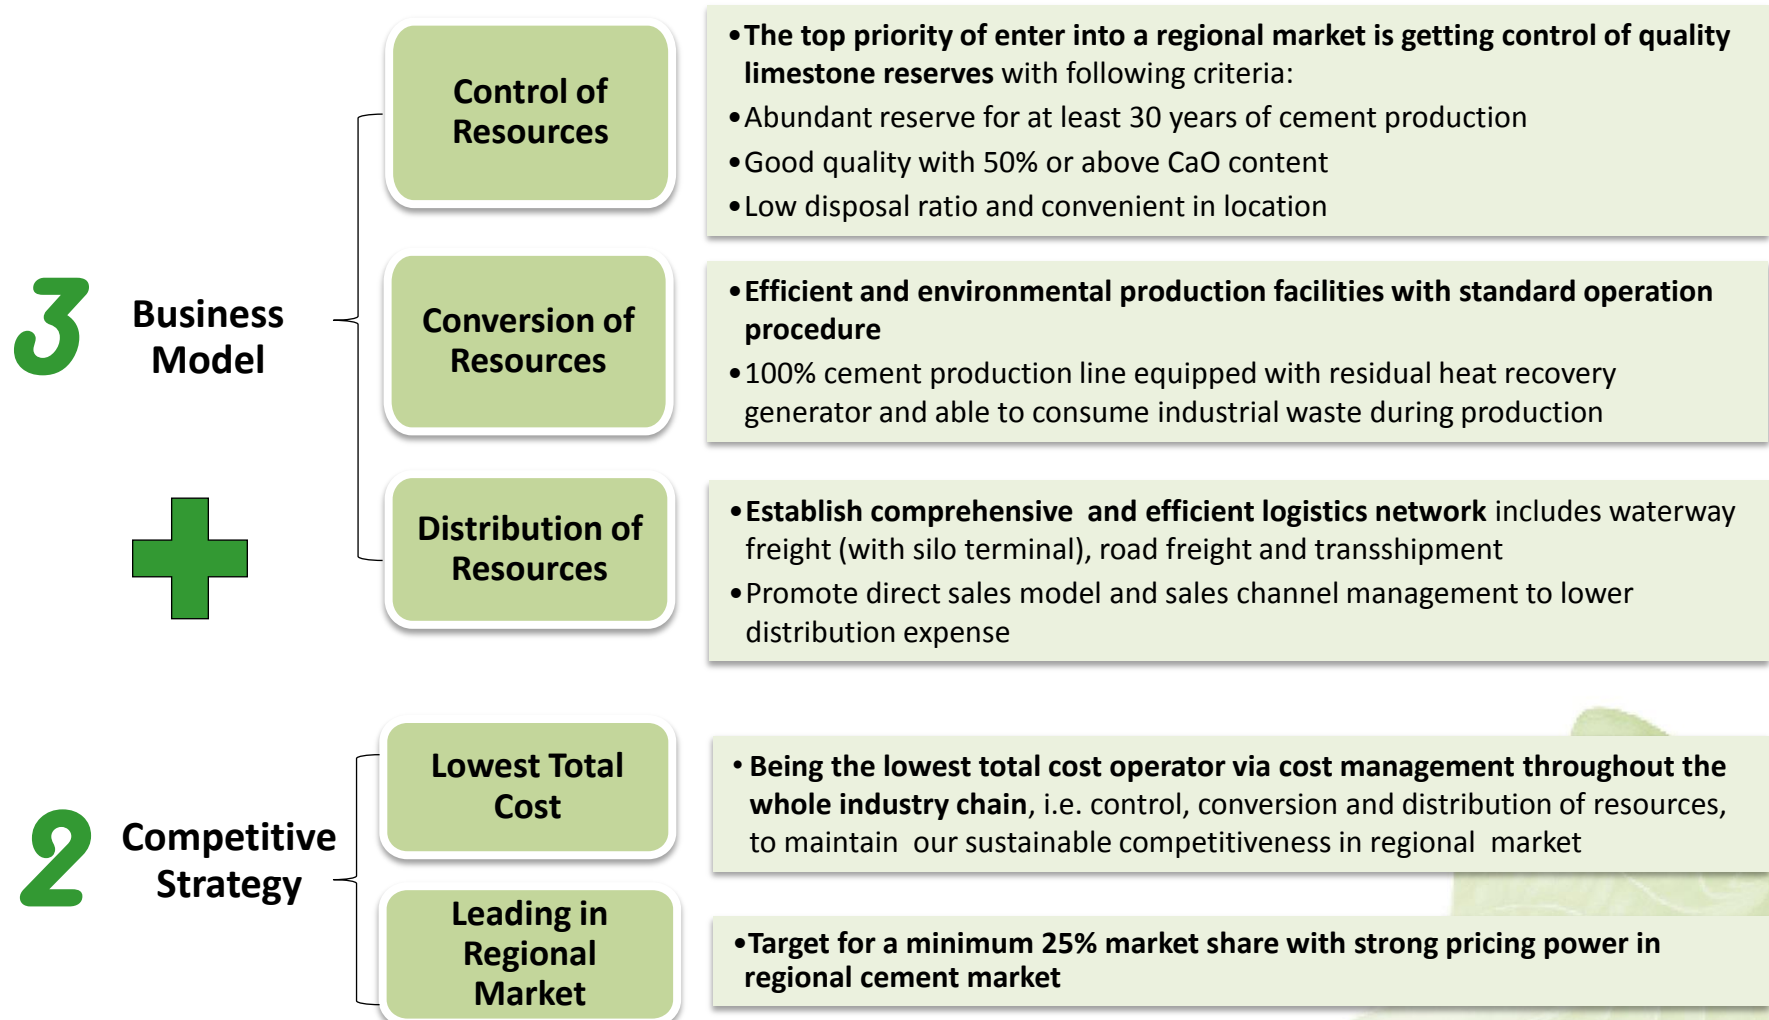 Control of
Resources
•The top priority of enter into a regional market is getting control of quality
limestone reserves with following criteria:
•Abundant reserve for at least 30 years of cement production
•Good quality with 50% or above CaO content
•Low disposal ratio and convenient in location
3
Business
Model
Conversion of
Resources
•Efficient and environmental production facilities with standard operation
procedure
•100% cement production line equipped with residual heat recovery
generator and able to consume industrial waste during production
Distribution of
Resources
•Establish comprehensive and efficient logistics network includes waterway
freight (with silo terminal), road freight and transshipment
•Promote direct sales model and sales channel management to lower
distribution expense
2
Competitive
Strategy
Lowest Total
Cost
• Being the lowest total cost operator via cost management throughout the
whole industry chain, i.e. control, conversion and distribution of resources,
to maintain our sustainable competitiveness in regional market
Leading in
Regional
Market
•Target for a minimum 25% market share with strong pricing power in
regional cement market